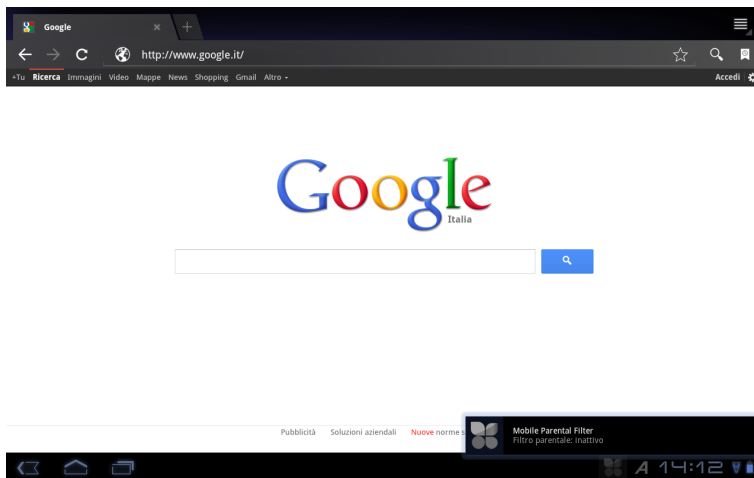 Google
http://www.google.it/
+Tu Ricerca Immagini Video Mappe News Shopping Gmail Altro Accedi
Google
Italia
Pubblicità Soluzioni aziendali Nuove norme
Mobile Parental Filter
Filtro parentale: inattivo
A 14:12